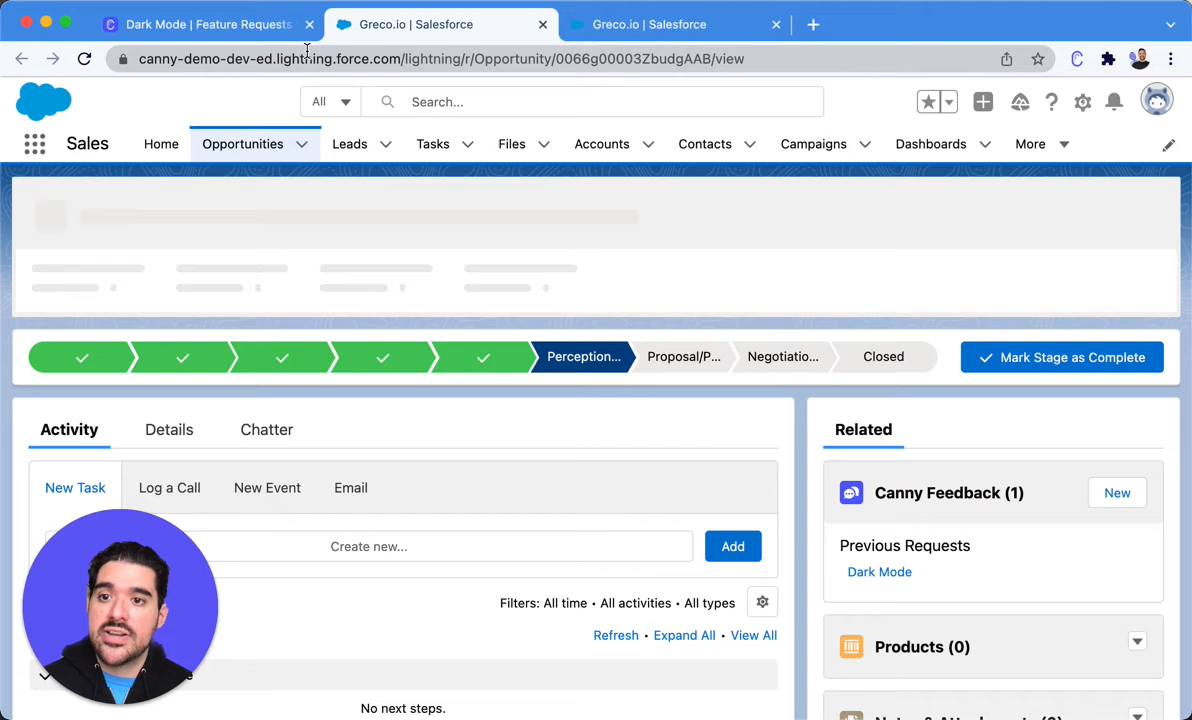 Dark Mode | Feature Requests
Greco.io | Salesforce
Greco.io | Salesforce
canny-demo-dev-ed.lightning.force.com/lightning/r/Opportunity/0066g00003ZbudgAAB/view
All
Search...
Sales
Home
Opportunities
Leads
Tasks
Files
Accounts
Contacts
Campaigns
Dashboards
More
Perception...
Proposal/P...
Negotiatio...
Closed
Mark Stage as Complete
Activity
Details
Chatter
New Task
Log a Call
New Event
Email
Create new...
Add
Filters: All time • All activities • All types
Refresh • Expand All • View All
No next steps.
Related
Canny Feedback (1)
New
Previous Requests
Dark Mode
Products (0)